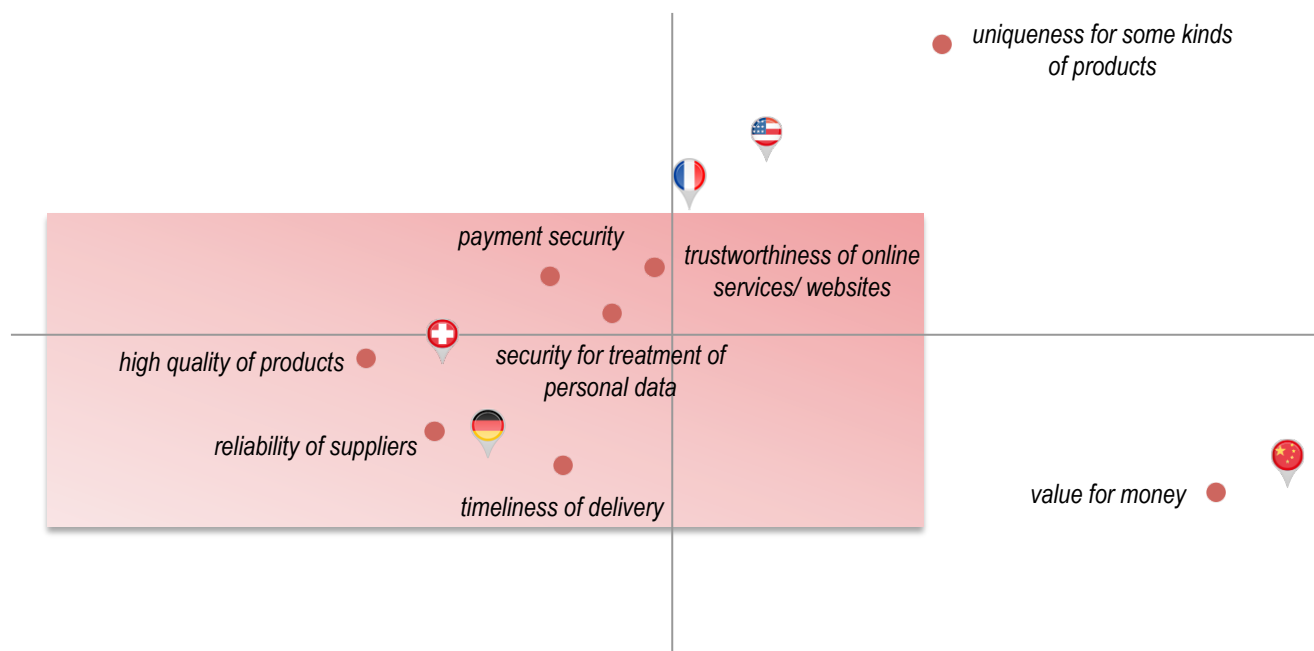 uniqueness for some kinds
of products
payment security
trustworthiness of online
services/ websites
high quality of products
security for treatment of
personal data
reliability of suppliers
timeliness of delivery
value for money